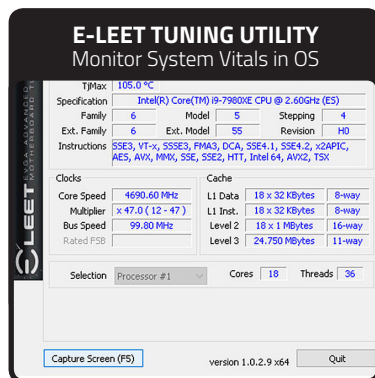 E-LEET TUNING UTILITY
Monitor System Vitals in OS
TjMax 105.0 °C
Specification Intel(R) Core(TM) i9-7980XE CPU @ 2.60GHz (ES)
Family 6 Model 5 Stepping 4
Ext. Family 6 Ext. Model 55 Revision H0
Instructions SSE3, VT-x, SSSE3, FMA3, DCA, SSE4.1, SSE4.2, x2APIC,
AES, AVX, MMX, SSE, SSE2, HTT, Intel 64, AVX2, TSX
Clocks Cache
Core Speed 4690.60 MHz L1 Data 18 x 32 KBytes 8-way
Multiplier x 47.0 ( 12 - 47 ) L1 Inst. 18 x 32 KBytes 8-way
Bus Speed 99.80 MHz Level 2 18 x 1 MBytes 16-way
Rated FSB Level 3 24.750 MBytes 11-way
Selection Processor #1 Cores 18 Threads 36
Capture Screen (F5) version 1.0.2.9 x64 Quit
ELEET EVGA ADVANCED
MOTHERBOARD